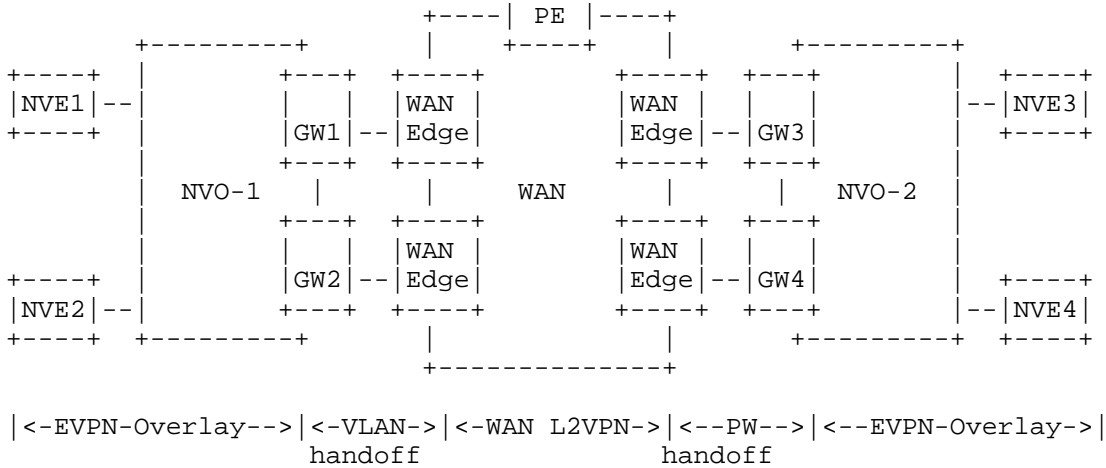 PE
NVE1 WAN WAN NVE3
GW1 Edge Edge GW3
NVO-1 WAN NVO-2
WAN WAN
GW2 Edge Edge GW4
NVE2 NVE4
|<-EVPN-Overlay-->|<-VLAN->|<-WAN L2VPN->|<--PW-->|<--EVPN-Overlay->|
handoff handoff